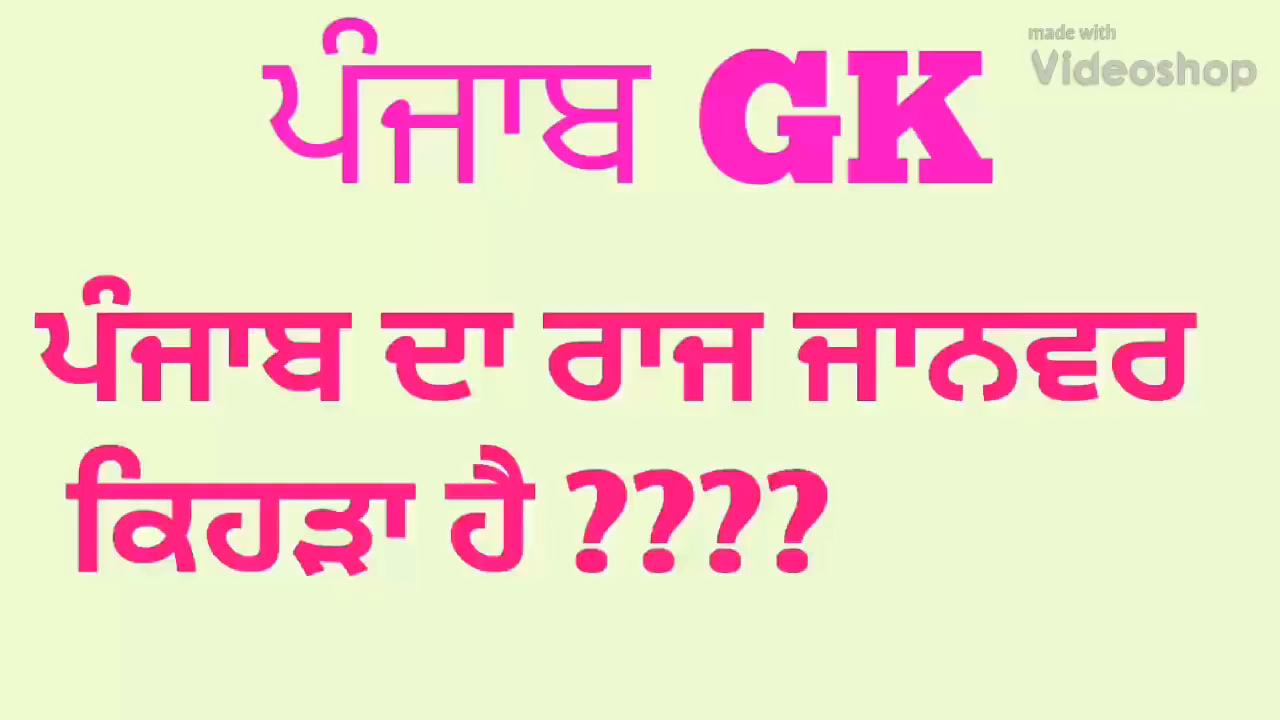 made with
Videoshop
ਪੰਜਾਬ GK
ਪੰਜਾਬ ਦਾ ਰਾਜ ਜਾਨਵਰ
ਕਿਹੜਾ ਹੈ ????